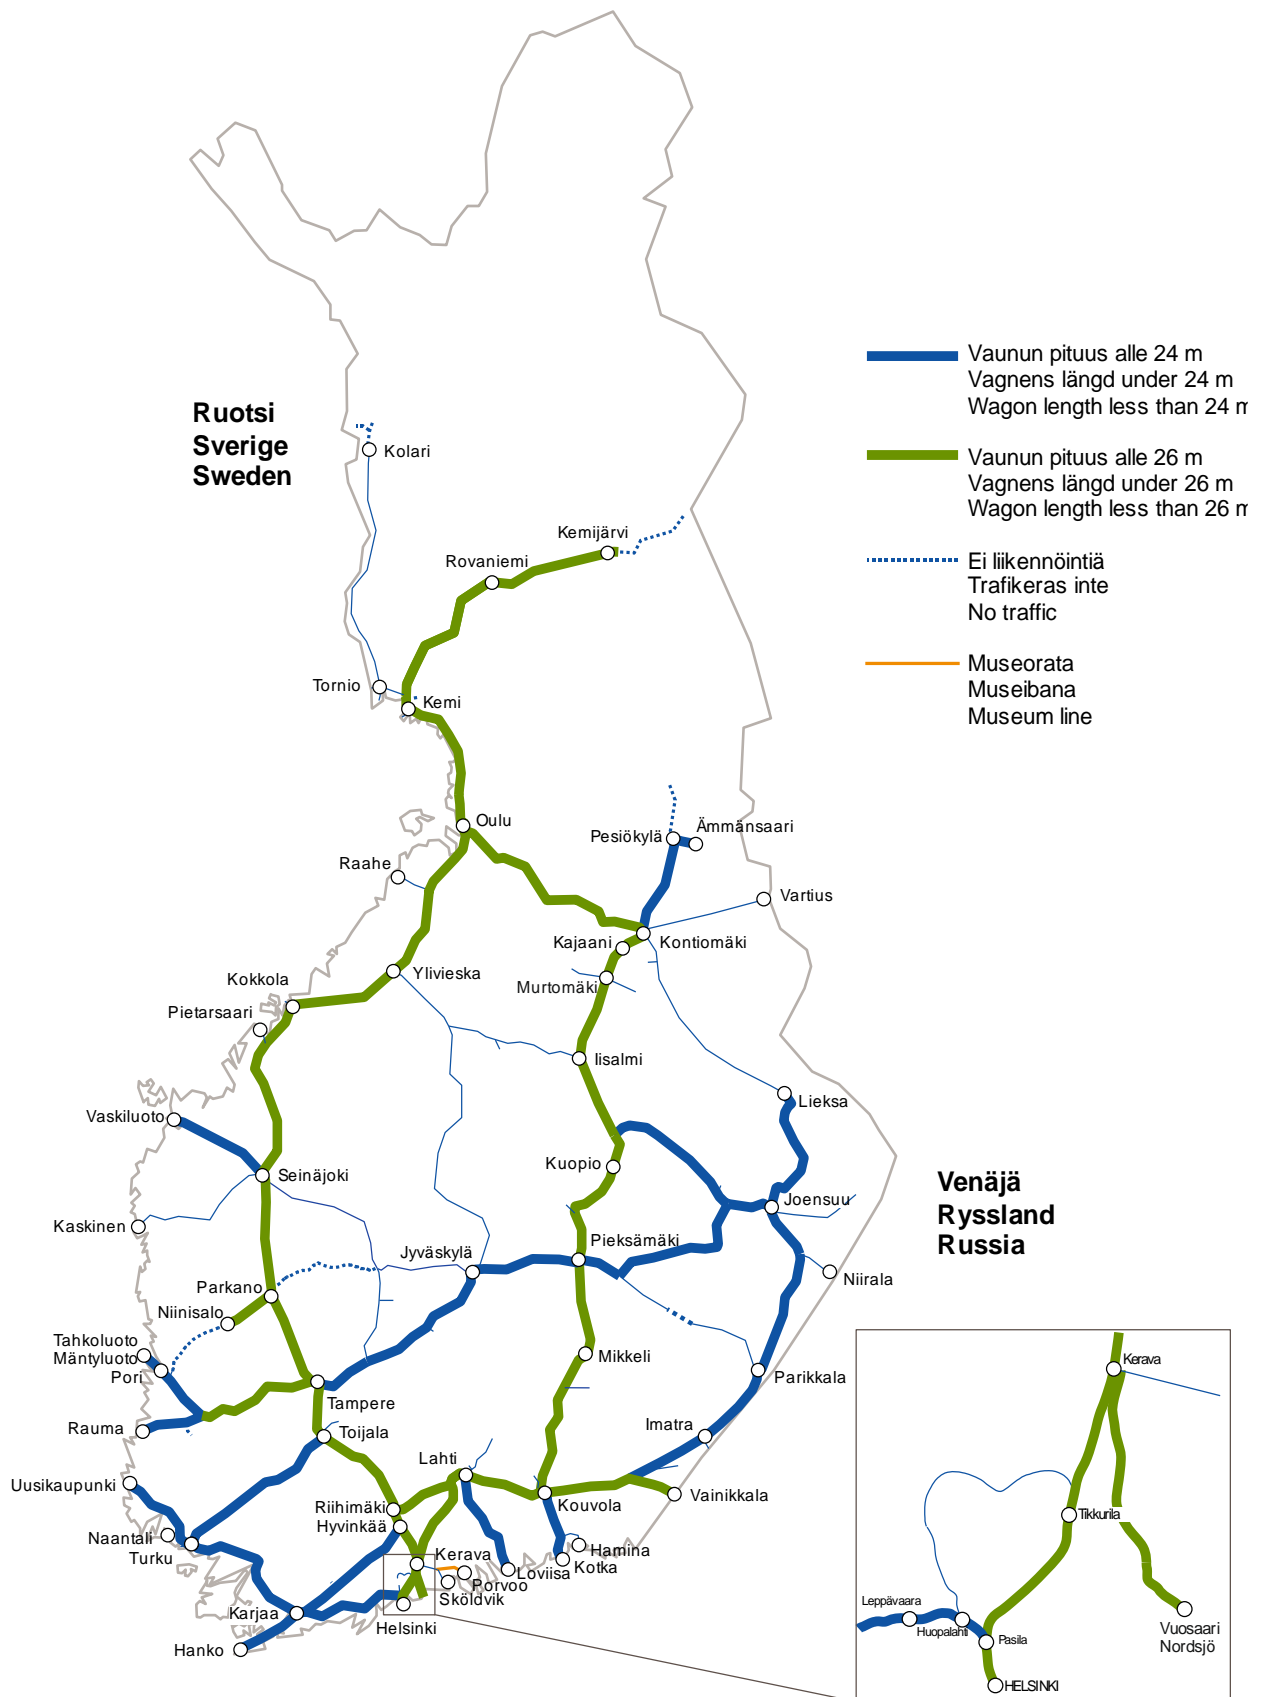 Ruotsi
Sverige
Sweden
Vaunun pituus alle 24 m
Vagnens längd under 24 m
Wagon length less than 24 m
Vaunun pituus alle 26 m
Vagnens längd under 26 m
Wagon length less than 26 m
Ei liikennöintiä
Trafikeras inte
No traffic
Museorata
Museibana
Museum line
Kolari
Kemijärvi
Rovaniemi
Tornio
Kemi
Oulu
Pesiökylä
Ämmänsaari
Raahe
Vartius
Kajaani
Kontiomäki
Ylivieska
Kokkola
Murtomäki
Pietarsaari
Iisalmi
Lieksa
Vaskiluoto
Kuopio
Seinäjoki
Joensuu
Venäjä
Ryssland
Russia
Kaskinen
Jyväskylä
Pieksämäki
Niirala
Parkano
Niinisalo
Tahkoluoto
Mäntyluoto
Pori
Mikkeli
Parikkala
Tampere
Rauma
Toijala
Imatra
Lahti
Uusikaupunki
Riihimäki
Hyvinkää
Kouvola
Vainikkala
Naantali
Turku
Kerava
Hamina
Kotka
Loviisa
Porvoo
Sköldvik
Karjaa
Helsinki
Hanko
Kerava
Tikkurila
Leppävaara
Huopalahti
Pasila
Vuosaari
Nordsjö
HELSINKI